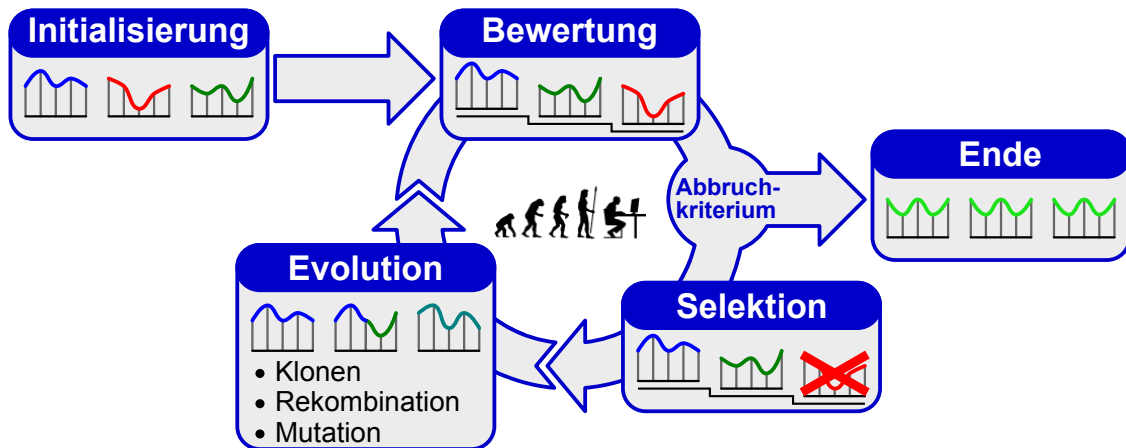 Initialisierung
Bewertung
Abbruch-
kriterium
Ende
Selektion
Evolution
• Klonen
• Rekombination
• Mutation